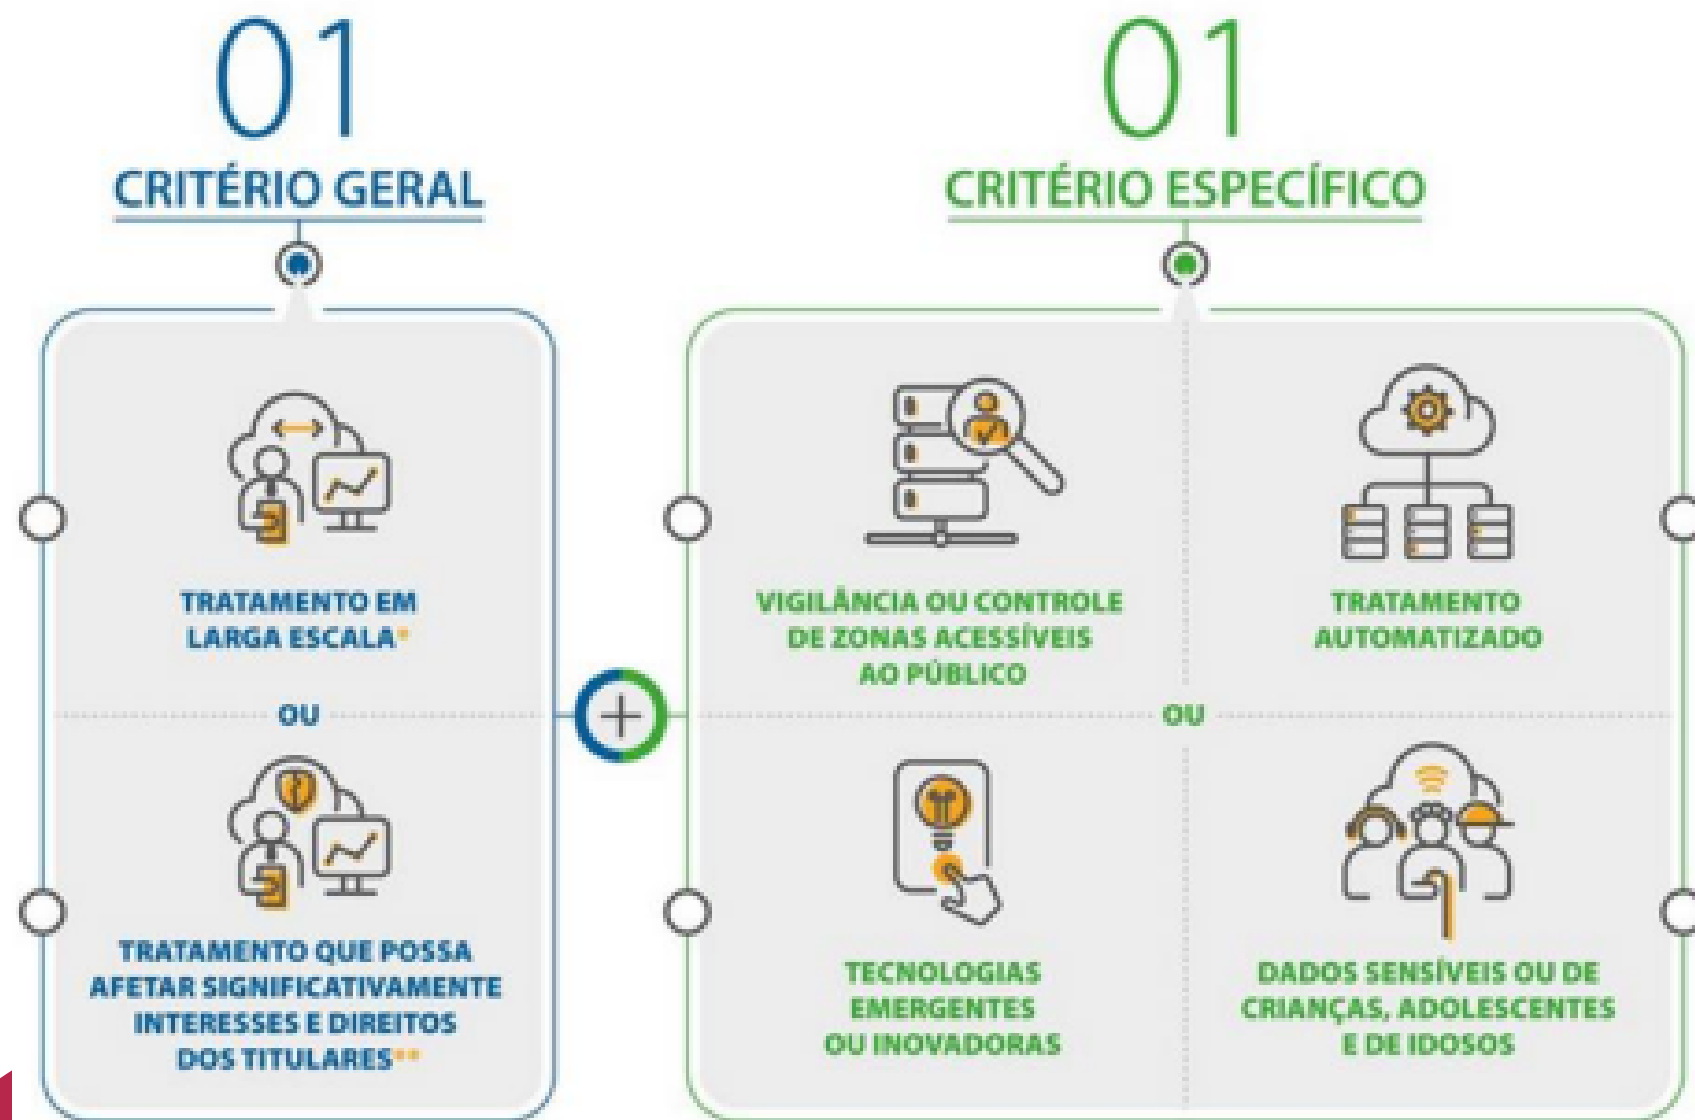 01
CRITÉRIO GERAL
TRATAMENTO EM
LARGA ESCALA*
OU
TRATAMENTO QUE POSSA
AFETAR SIGNIFICATIVAMENTE
INTERESSES E DIREITOS
DOS TITULARES**
+
01
CRITÉRIO ESPECÍFICO
VIGILÂNCIA OU CONTROLE
DE ZONAS ACESSÍVEIS
AO PÚBLICO
TRATAMENTO
AUTOMATIZADO
OU
TECNOLOGIAS
EMERGENTES
OU INOVADORAS
DADOS SENSÍVEIS OU DE
CRIANÇAS, ADOLESCENTES
E DE IDOSOS